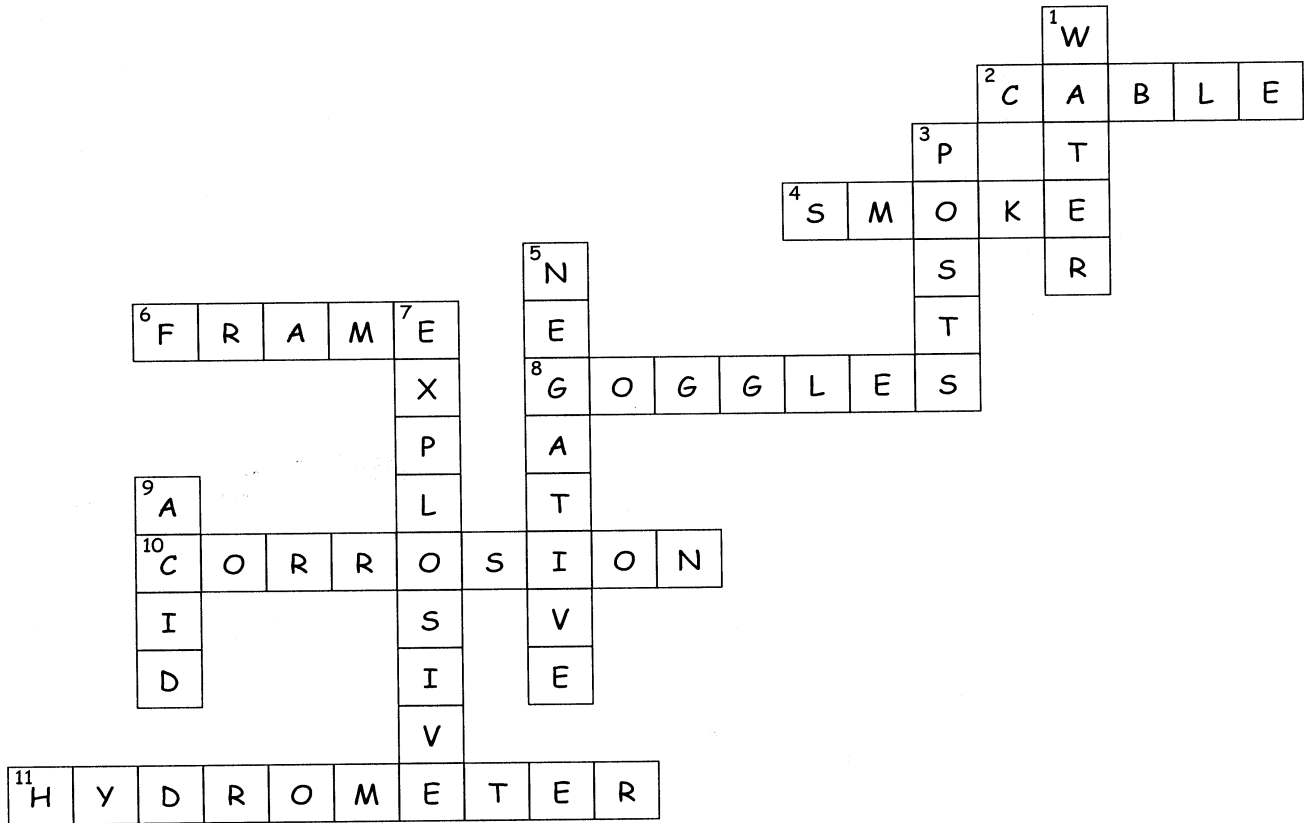 1 W
2 C A B L E
3 P T
4 S M O K E
5 N S R
6 F R A M 7 E E T
X 8 G O G G L E S
P A
9 A L T
10 C O R R O S I O N
I S V
D I E
V
11 H Y D R O M E T E R